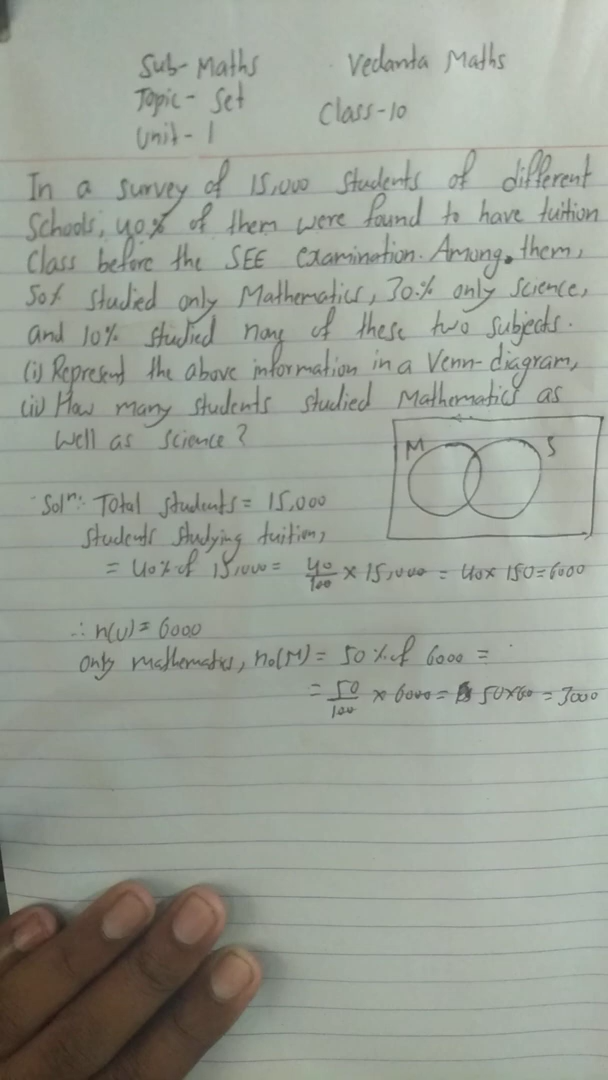 Sub- Maths Vedanta Maths
Topic- Set Class-10
Unit- 1
In a survey of 15,000 students of different
Schools, 40% of them were found to have tuition
Class before the SEE examination. Among them,
50% studied only Mathematics, 30% only science,
and 10% studied none of these two subjects.
(i) Represent the above information in a Venn-diagram,
(ii) How many students studied Mathematics as
well as science?
M S
Solⁿ: Total students = 15,000
students studying tuition,
= 40% of 15,000 = 40/100 × 15,000 = 40 × 150 = 6000
∴ n(U) = 6000
only mathematics, n₀(M) = 50% of 6000 =
= 50/100 × 6000 = 50×60 = 3000